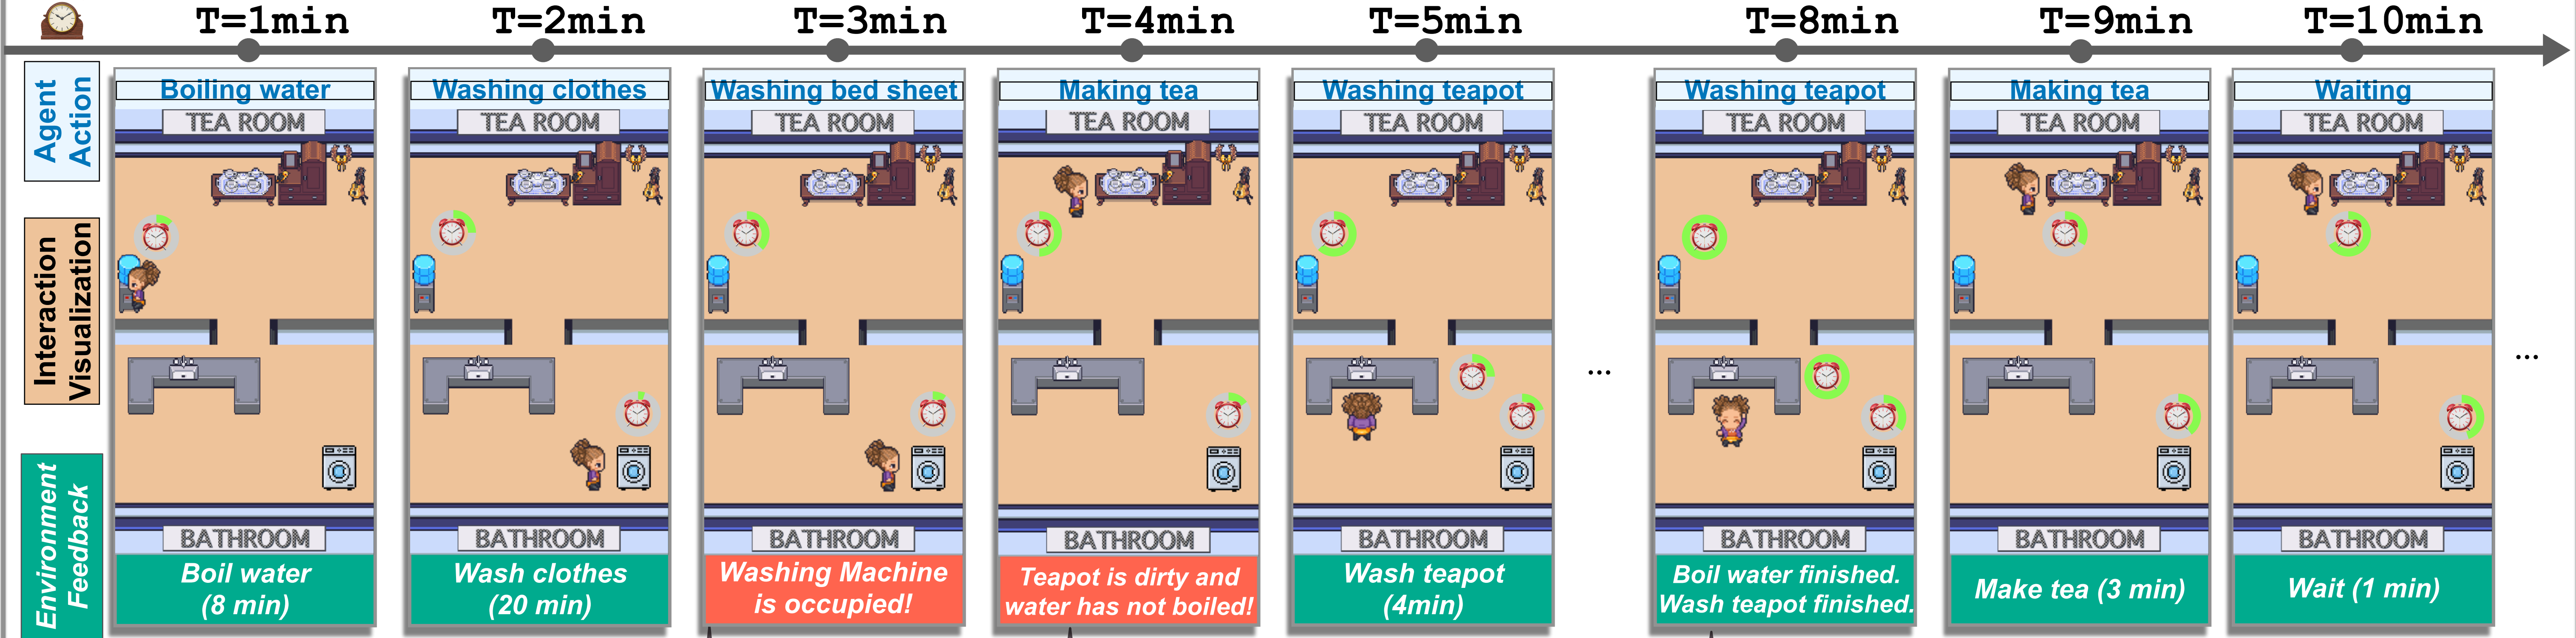 T=1min T=2min T=3min T=4min T=5min T=8min T=9min T=10min
Agent
Action
Boiling water
Washing clothes
Washing bed sheet
Making tea
Washing teapot
Washing teapot
Making tea
Waiting
TEA ROOM
TEA ROOM
TEA ROOM
TEA ROOM
TEA ROOM
TEA ROOM
TEA ROOM
TEA ROOM
Interaction
Visualization
...
...
BATHROOM
BATHROOM
BATHROOM
BATHROOM
BATHROOM
BATHROOM
BATHROOM
BATHROOM
Environment
Feedback
Boil water
(8 min)
Wash clothes
(20 min)
Washing Machine
is occupied!
Teapot is dirty and
water has not boiled!
Wash teapot
(4min)
Boil water finished.
Wash teapot finished.
Make tea (3 min)
Wait (1 min)